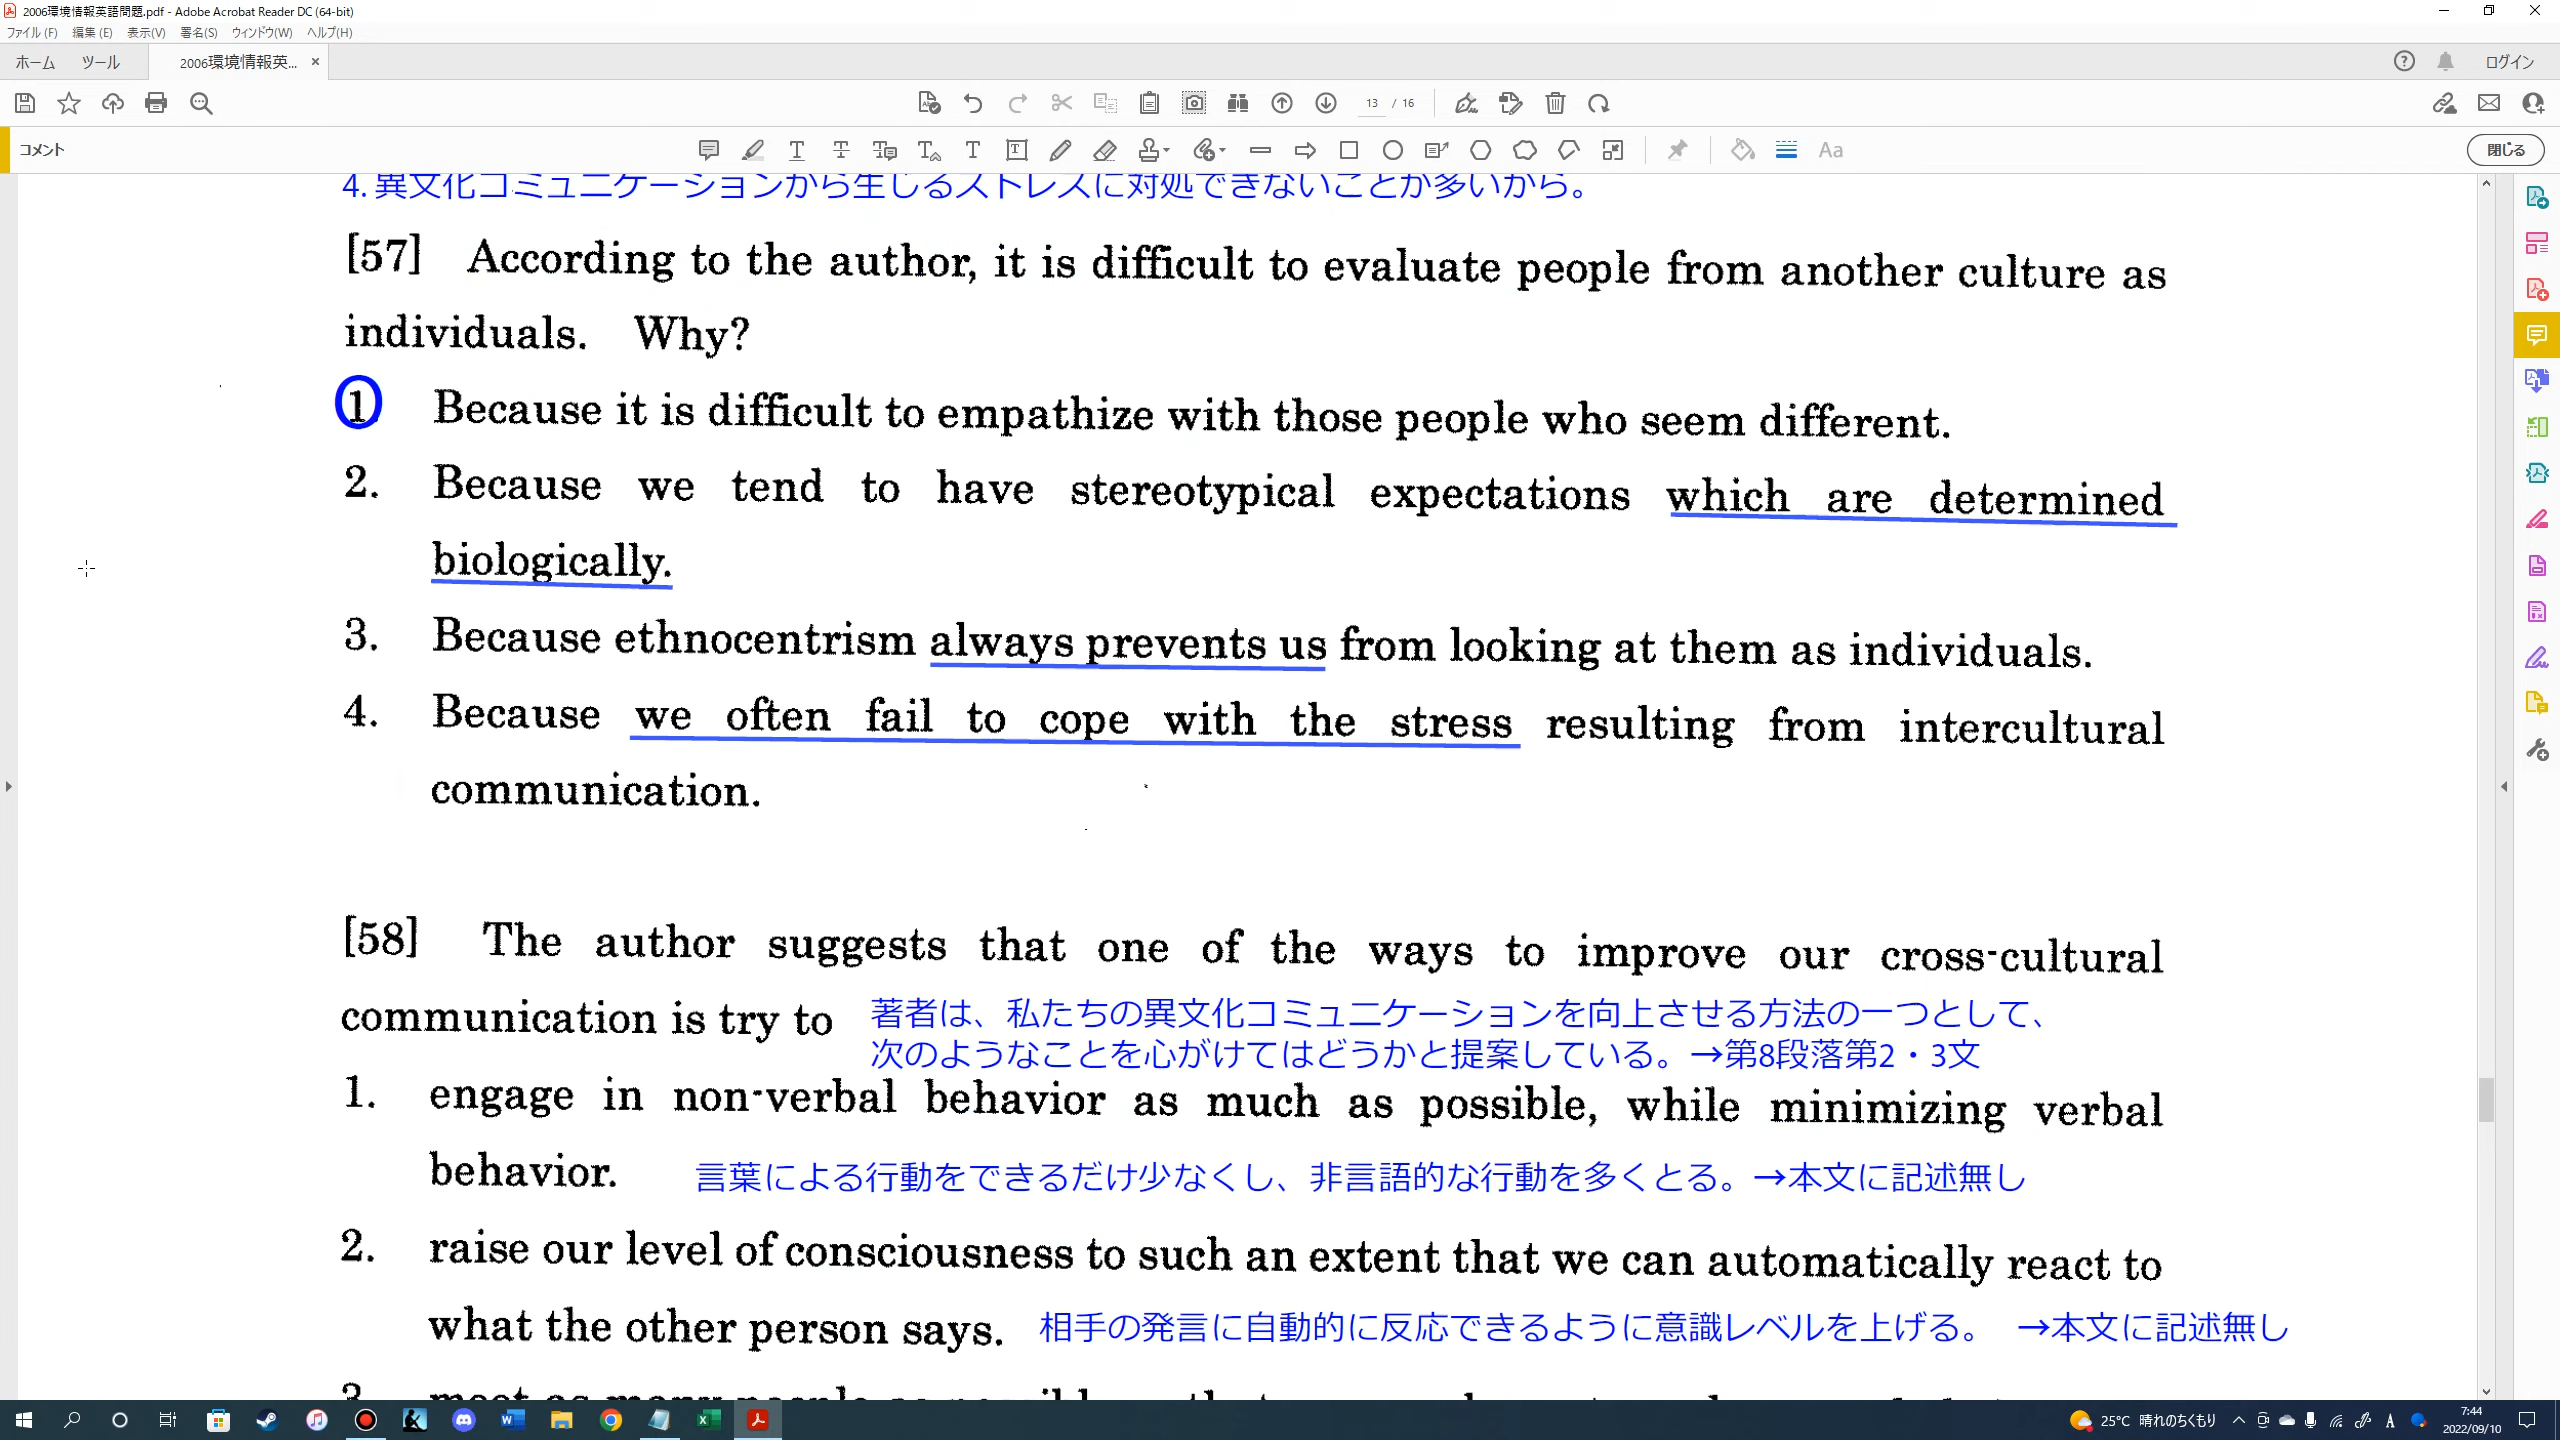 2006環境情報英語問題.pdf - Adobe Acrobat Reader DC (64-bit)
ファイル(F) 編集(E) 表示(V) 署名(S) ウィンドウ(W) ヘルプ(H)
ホーム ツール 2006環境情報英... × ログイン
13 / 16
コメント Aa 閉じる
4. 異文化コミュニケーションから生じるストレスに対処できないことが多いから。
[57] According to the author, it is difficult to evaluate people from another culture as
individuals. Why?
1 Because it is difficult to empathize with those people who seem different.
2. Because we tend to have stereotypical expectations which are determined
biologically.
3. Because ethnocentrism always prevents us from looking at them as individuals.
4. Because we often fail to cope with the stress resulting from intercultural
communication.
[58] The author suggests that one of the ways to improve our cross-cultural
communication is try to
著者は、私たちの異文化コミュニケーションを向上させる方法の一つとして、
次のようなことを心がけてはどうかと提案している。→第8段落第2・3文
1. engage in non-verbal behavior as much as possible, while minimizing verbal
behavior. 言葉による行動をできるだけ少なくし、非言語的な行動を多くとる。→本文に記述無し
2. raise our level of consciousness to such an extent that we can automatically react to
what the other person says. 相手の発言に自動的に反応できるように意識レベルを上げる。 →本文に記述無し
25°C 晴れのちくもり A 7:44
2022/09/10